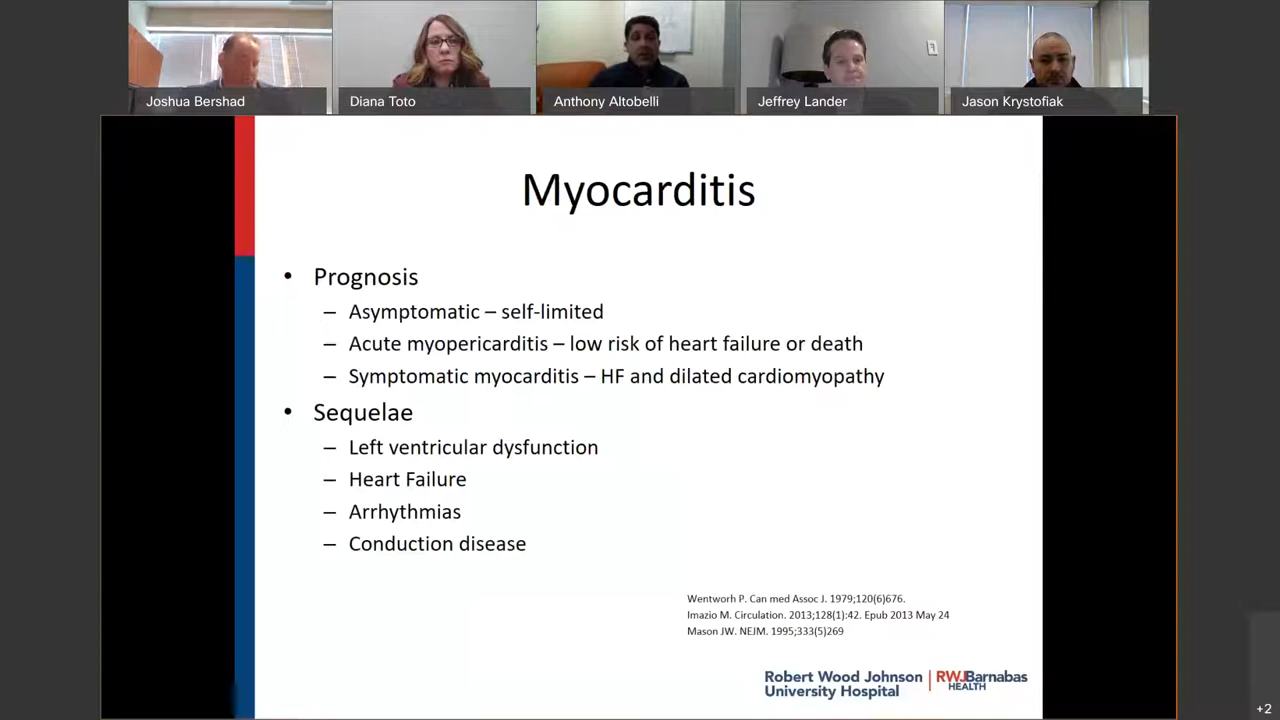 Joshua Bershad
Diana Toto
Anthony Altobelli
Jeffrey Lander
Jason Krystofiak
Myocarditis
• Prognosis
– Asymptomatic – self-limited
– Acute myopericarditis – low risk of heart failure or death
– Symptomatic myocarditis – HF and dilated cardiomyopathy
• Sequelae
– Left ventricular dysfunction
– Heart Failure
– Arrhythmias
– Conduction disease
Wentworh P. Can med Assoc J. 1979;120(6)676.
Imazio M. Circulation. 2013;128(1):42. Epub 2013 May 24
Mason JW. NEJM. 1995;333(5)269
Robert Wood Johnson
University Hospital
RWJBarnabas
HEALTH
+2